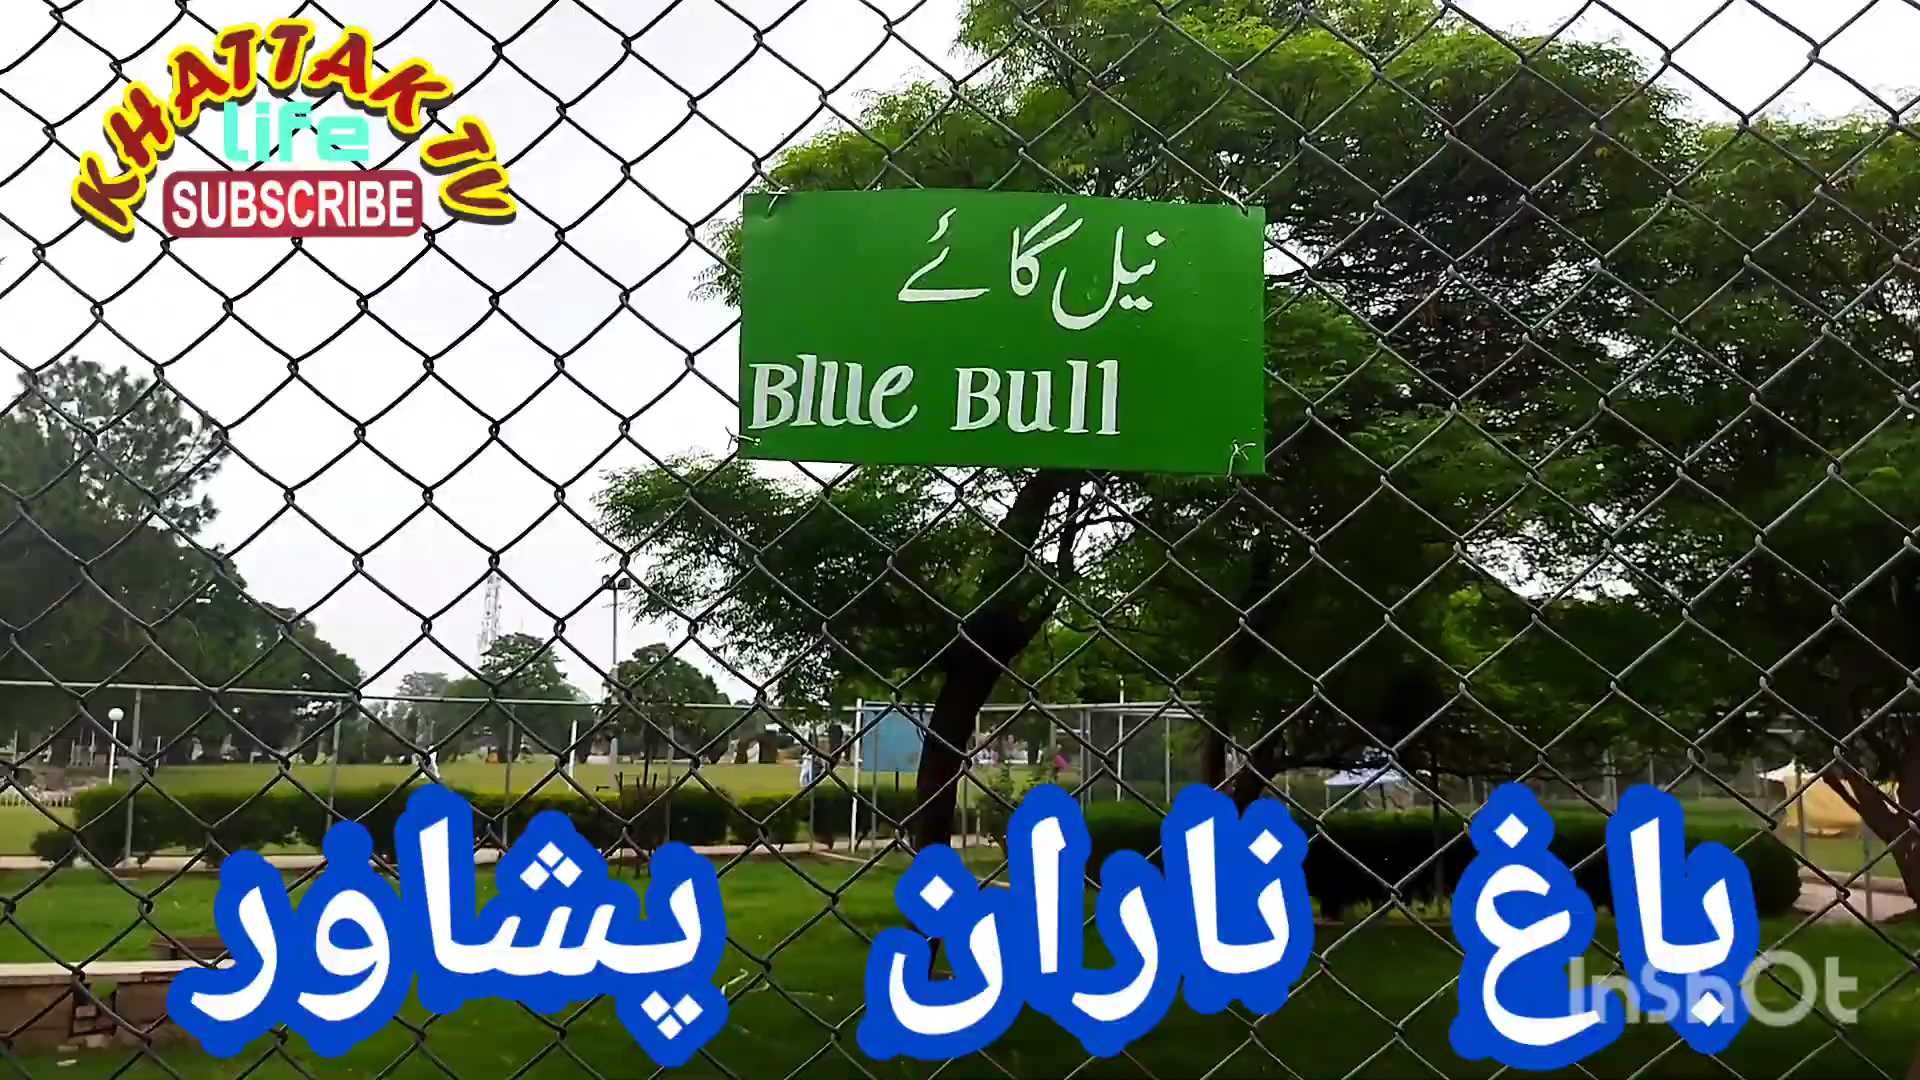 KHATTAK TV
life
SUBSCRIBE
نیل گائے
Blue Bull
باغ ناران پشاور
InShOt